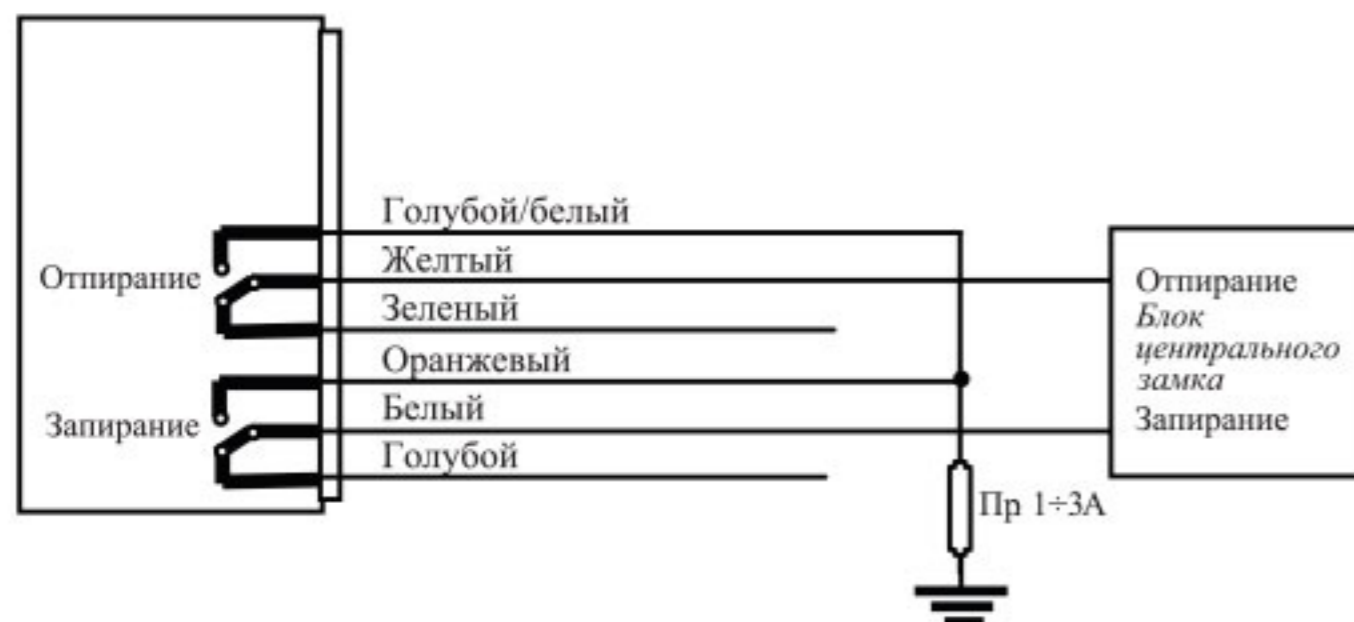 Голубой/белый
Желтый
Зеленый
Оранжевый
Белый
Голубой
Отпирание
Запирание
Отпирание
Блок
центрального
замка
Запирание
Пр 1÷3А